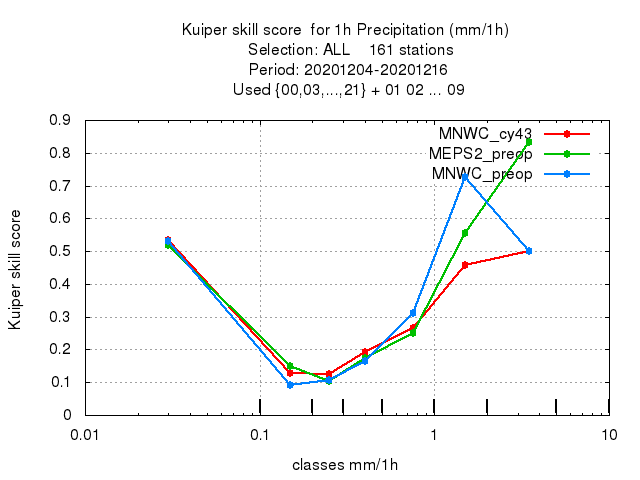 Kuiper skill score  for 1h Precipitation (mm/1h)
Selection: ALL    161 stations
Period: 20201204-20201216
Used {00,03,...,21} + 01 02 ... 09
MNWC_cy43
MEPS2_preop
MNWC_preop
Kuiper skill score
0.9
0.8
0.7
0.6
0.5
0.4
0.3
0.2
0.1
0
0.01
0.1
1
10
classes mm/1h